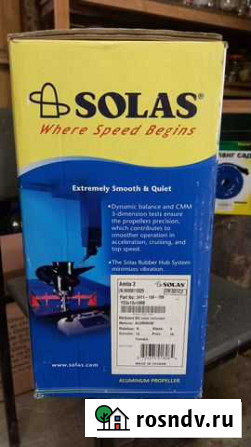 SOLAS®
Where Speed Begins
Extremely Smooth & Quiet
•Dynamic balance and CMM
3-dimension tests ensure
the propellers precision,
which contributes to
smoother operation in
acceleration, cruising, and
top speed.
•The Solas Rubber Hub System
minimizes vibration.
Amita 3
SOLAS
www.solas.com
ALUMINUM PROPELLER
rosndv.ru